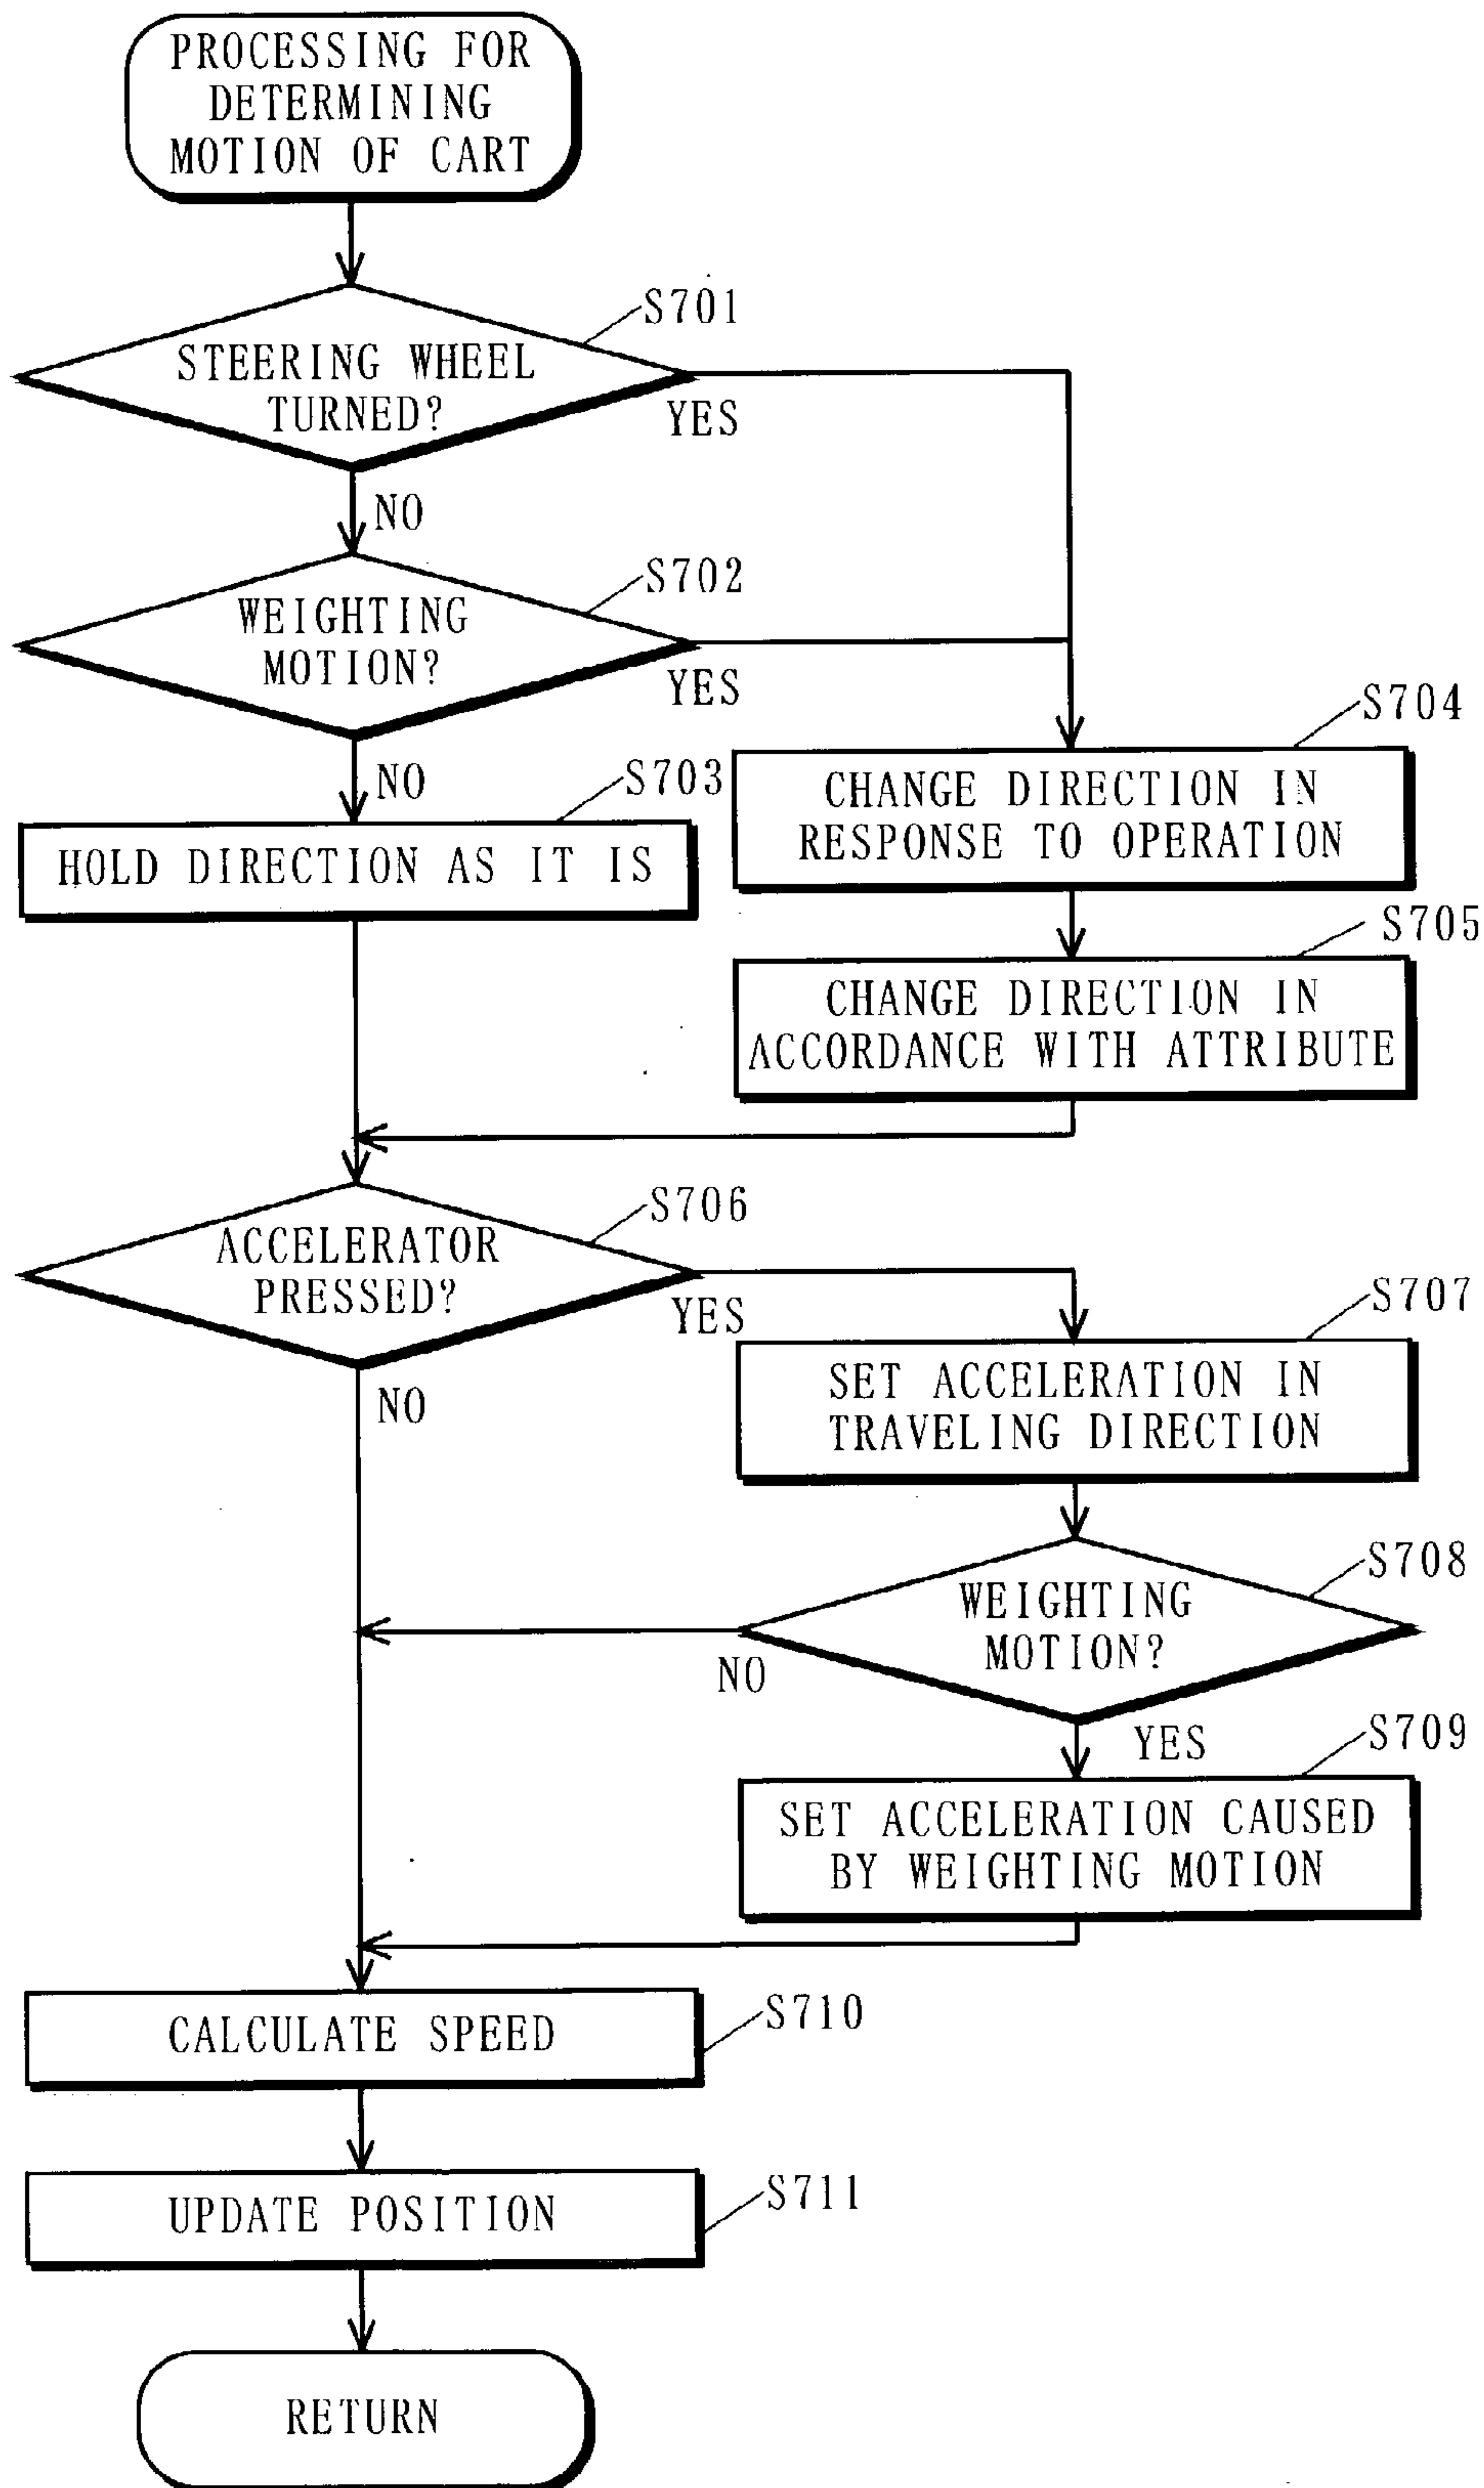 PROCESSING FOR
DETERMINING
MOTION OF CART
S701
STEERING WHEEL
TURNED?
YES
NO
S702
WEIGHTING
MOTION?
YES
NO
S703
HOLD DIRECTION AS IT IS
S704
CHANGE DIRECTION IN
RESPONSE TO OPERATION
S705
CHANGE DIRECTION IN
ACCORDANCE WITH ATTRIBUTE
S706
ACCELERATOR
PRESSED?
YES
NO
S707
SET ACCELERATION IN
TRAVELING DIRECTION
S708
WEIGHTING
MOTION?
NO
YES
S709
SET ACCELERATION CAUSED
BY WEIGHTING MOTION
S710
CALCULATE SPEED
S711
UPDATE POSITION
RETURN